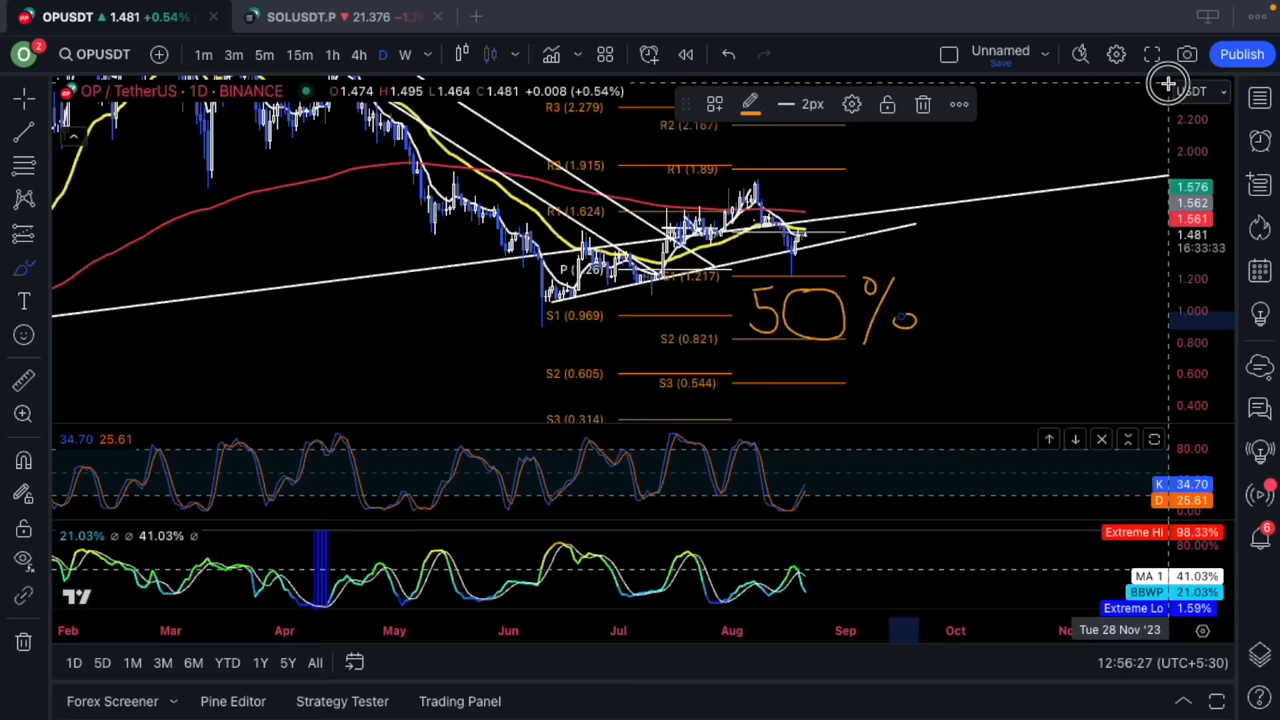 OPUSDT 1.481 +0.54%
SOLUSDT.P 21.376
2 OPUSDT 1m 3m 5m 15m 1h 4h D W Unnamed Save Publish
OP / TetherUS · 1D · BINANCE O1.474 H1.495 L1.464 C1.481 +0.008 (+0.54%)
USDT
2px
R3 (2.279)
R2 (2.167)
R2 (1.915)
R1 (1.89)
R1 (1.624)
S1 (1.217)
S1 (0.969)
S2 (0.821)
S2 (0.605)
S3 (0.544)
S3 (0.314)
50%
2.200
2.000
1.576
1.562
1.561
1.481
16:33:33
1.200
1.000
0.800
0.600
0.400
34.70 25.61
80.00
K 34.70
D 25.61
0.00
21.03% ∅ ∅ 41.03% ∅
Extreme Hi 98.33%
80.00%
MA 1 41.03%
BBWP 21.03%
Extreme Lo 1.59%
Feb Mar Apr May Jun Jul Aug Sep Oct Tue 28 Nov '23
1D 5D 1M 3M 6M YTD 1Y 5Y All 12:56:27 (UTC+5:30)
Forex Screener Pine Editor Strategy Tester Trading Panel
6